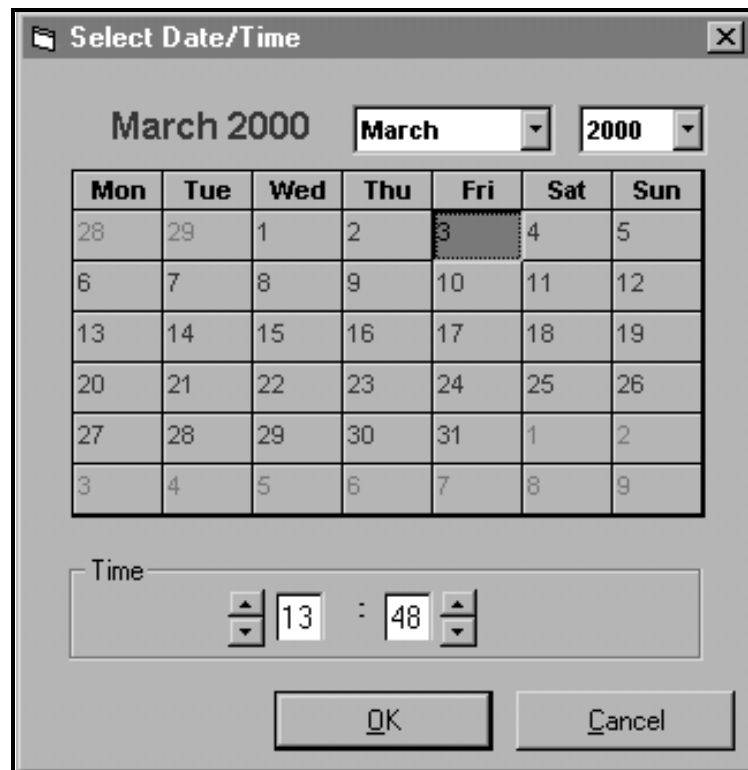 Select Date/Time
March 2000 March 2000
Mon Tue Wed Thu Fri Sat Sun
28 29 1 2 3 4 5
6 7 8 9 10 11 12
13 14 15 16 17 18 19
20 21 22 23 24 25 26
27 28 29 30 31 1 2
3 4 5 6 7 8 9
Time
13 : 48
OK Cancel